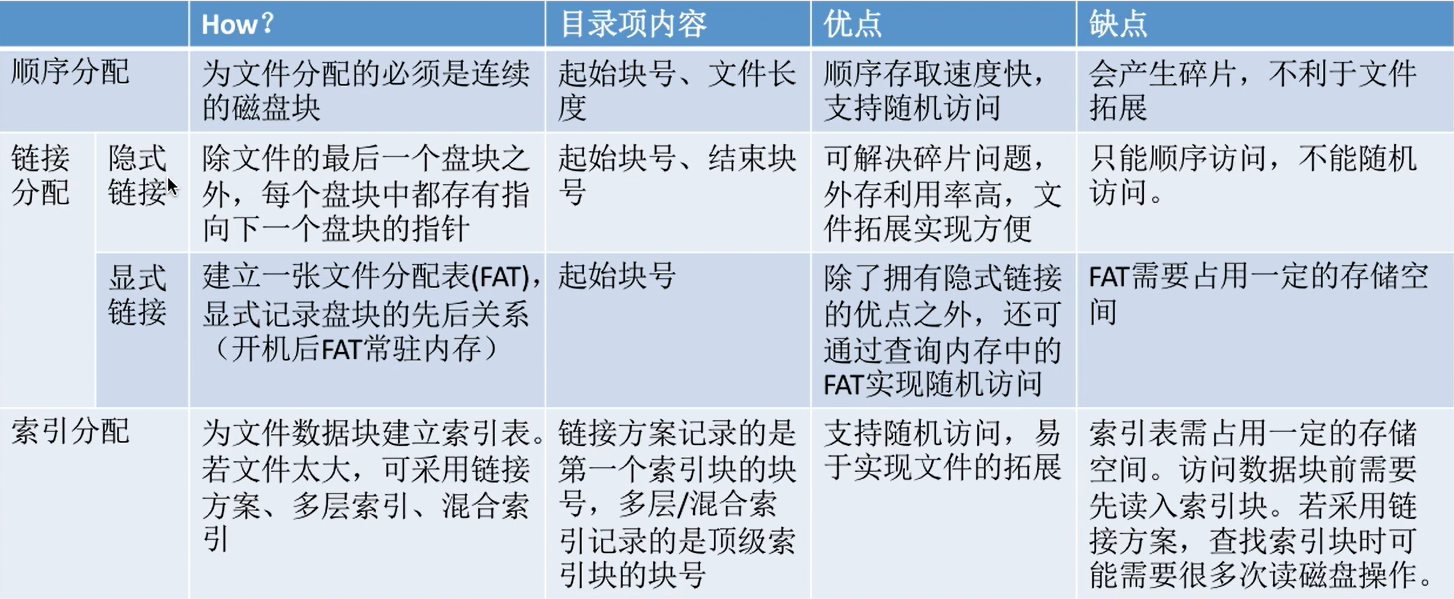 How?
目录项内容
优点
缺点
顺序分配
为文件分配的必须是连续
的磁盘块
起始块号、文件长
度
顺序存取速度快，
支持随机访问
会产生碎片，不利于文件
拓展
链接
分配
隐式
链接
除文件的最后一个盘块之
外，每个盘块中都存有指
向下一个盘块的指针
起始块号、结束块
号
可解决碎片问题，
外存利用率高，文
件拓展实现方便
只能顺序访问，不能随机
访问。
显式
链接
建立一张文件分配表(FAT)，
显式记录盘块的先后关系
（开机后FAT常驻内存）
起始块号
除了拥有隐式链接
的优点之外，还可
通过查询内存中的
FAT实现随机访问
FAT需要占用一定的存储空
间
索引分配
为文件数据块建立索引表。
若文件太大，可采用链接
方案、多层索引、混合索
引
链接方案记录的是
第一个索引块的块
号，多层/混合索
引记录的是顶级索
引块的块号
支持随机访问，易
于实现文件的拓展
索引表需占用一定的存储
空间。访问数据块前需要
先读入索引块。若采用链
接方案，查找索引块时可
能需要很多次读磁盘操作。